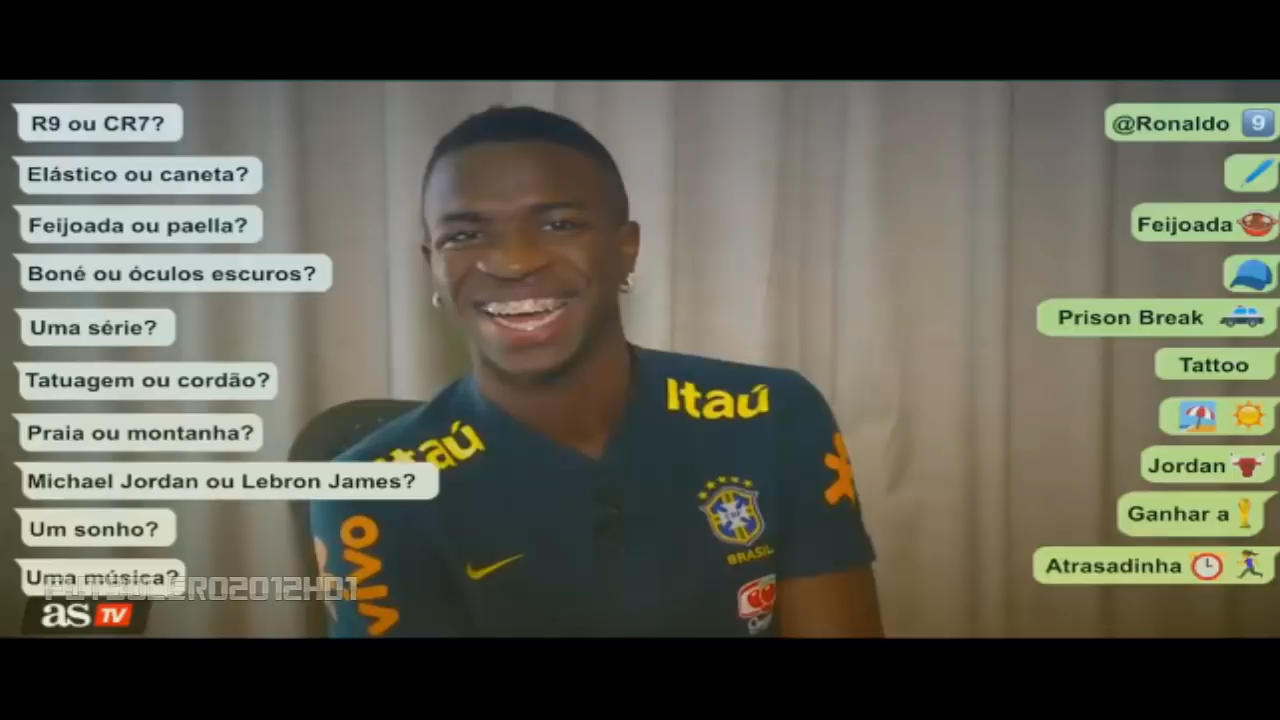 R9 ou CR7?
@Ronaldo 9
Elástico ou caneta?
Feijoada ou paella?
Feijoada
Boné ou óculos escuros?
Uma série?
Prison Break
Tatuagem ou cordão?
Tattoo
Praia ou montanha?
Michael Jordan ou Lebron James?
Jordan
Um sonho?
Ganhar a
Uma música?
Atrasadinha
FUTBOLERO2012HD1
as TV
Itaú
Itaú
vivo
BRASIL